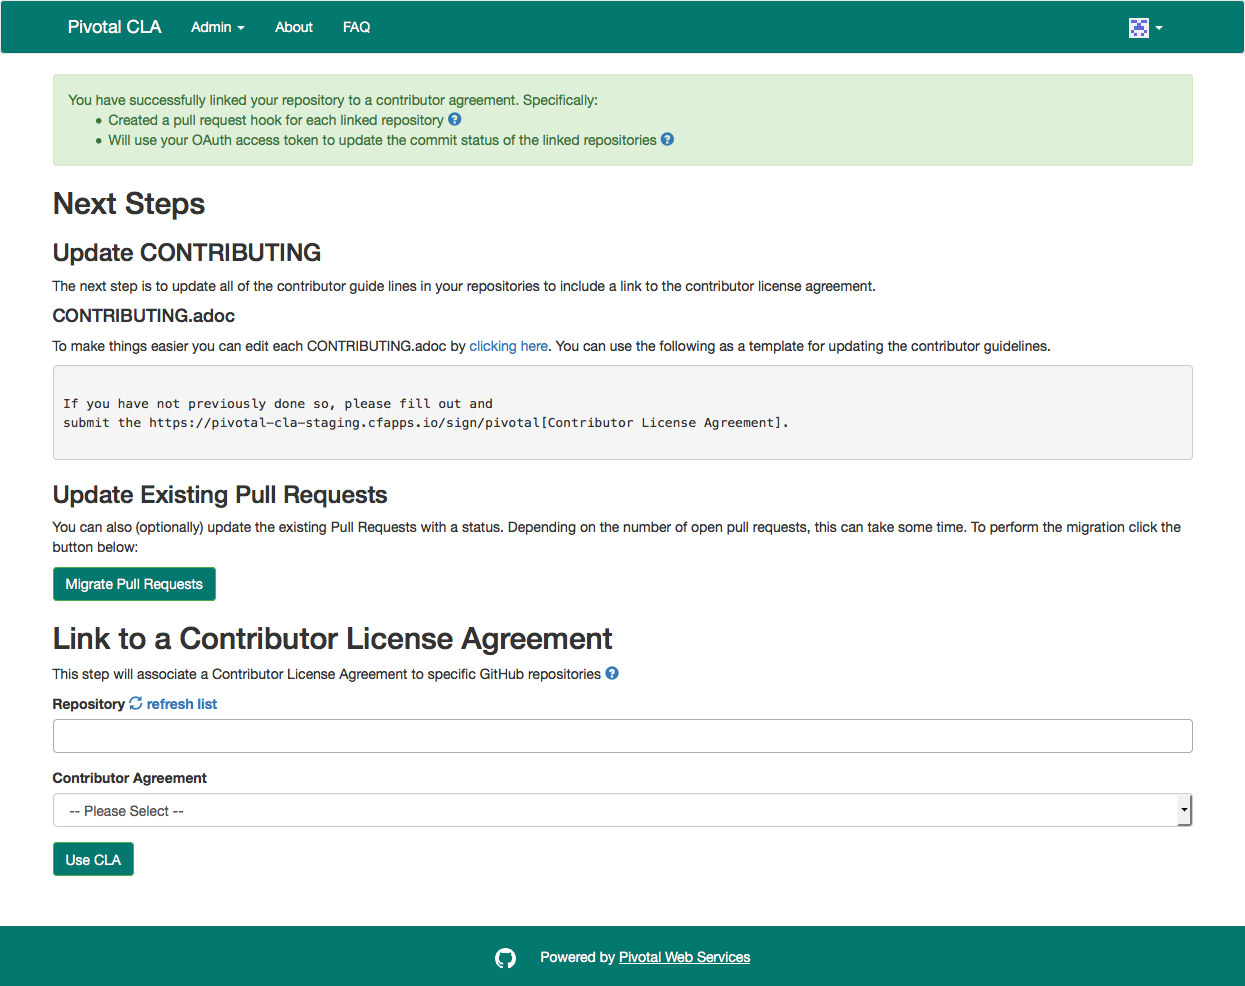 Pivotal CLA Admin About FAQ
You have successfully linked your repository to a contributor agreement. Specifically:
Created a pull request hook for each linked repository
Will use your OAuth access token to update the commit status of the linked repositories
Next Steps
Update CONTRIBUTING
The next step is to update all of the contributor guide lines in your repositories to include a link to the contributor license agreement.
CONTRIBUTING.adoc
To make things easier you can edit each CONTRIBUTING.adoc by clicking here. You can use the following as a template for updating the contributor guidelines.
If you have not previously done so, please fill out and
submit the https://pivotal-cla-staging.cfapps.io/sign/pivotal[Contributor License Agreement].
Update Existing Pull Requests
You can also (optionally) update the existing Pull Requests with a status. Depending on the number of open pull requests, this can take some time. To perform the migration click the
button below:
Migrate Pull Requests
Link to a Contributor License Agreement
This step will associate a Contributor License Agreement to specific GitHub repositories
Repository refresh list
Contributor Agreement
-- Please Select --
Use CLA
Powered by Pivotal Web Services